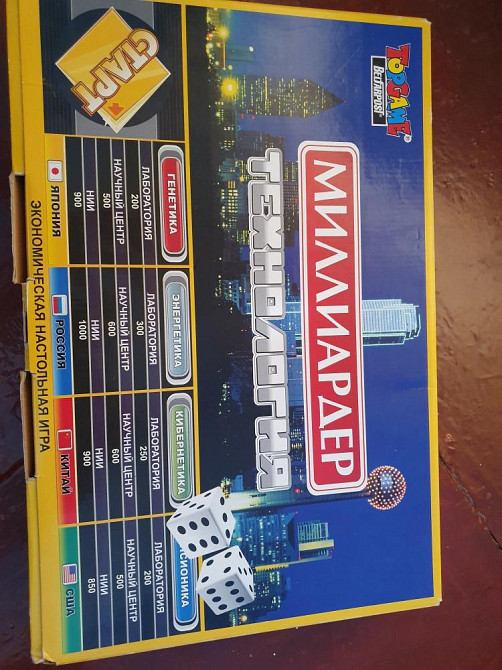 TOPGAME
МИЛЛИАРДЕР
ТЕХНОЛОГИЯ
СТАРТ
ГЕНЕТИКА
ЛАБОРАТОРИЯ
200
НАУЧНЫЙ ЦЕНТР
500
НИИ
900
ЯПОНИЯ
ЭНЕРГЕТИКА
ЛАБОРАТОРИЯ
300
НАУЧНЫЙ ЦЕНТР
600
НИИ
1000
РОССИЯ
КИБЕРНЕТИКА
ЛАБОРАТОРИЯ
250
НАУЧНЫЙ ЦЕНТР
600
НИИ
900
КИТАЙ
СИОНИКА
ЛАБОРАТОРИЯ
200
НАУЧНЫЙ ЦЕНТР
500
НИИ
850
США
ЭКОНОМИЧЕСКАЯ НАСТОЛЬНАЯ ИГРА